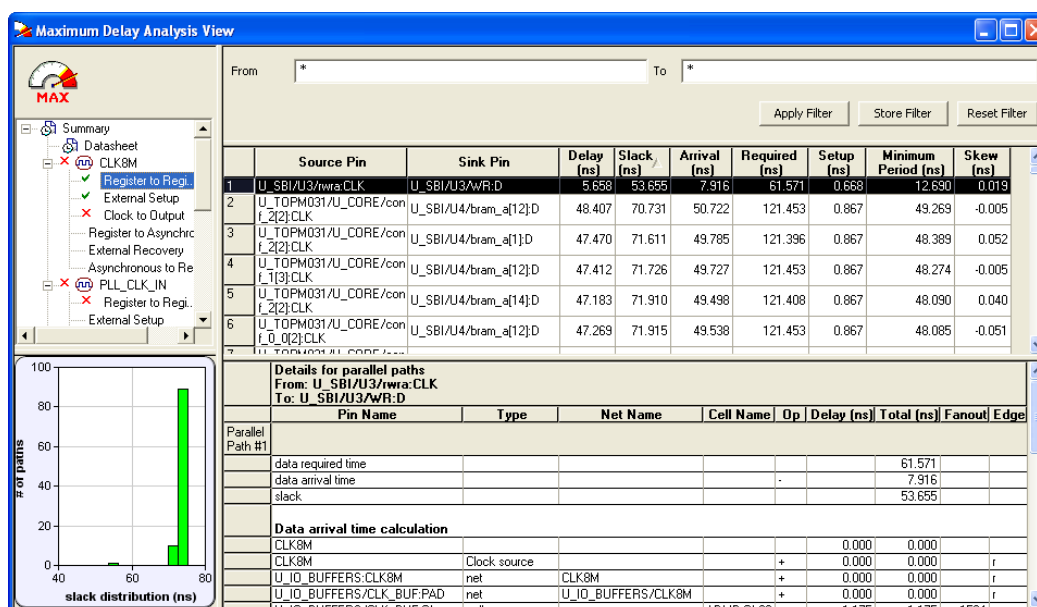 Maximum Delay Analysis View
MAX
From * To *
Apply Filter Store Filter Reset Filter
Summary
Datasheet
CLK8M
Register to Regi..
External Setup
Clock to Output
Register to Asynchro
External Recovery
Asynchronous to Re
PLL_CLK_IN
Register to Regi..
External Setup
Source Pin Sink Pin Delay (ns) Slack (ns) Arrival (ns) Required (ns) Setup (ns) Minimum Period (ns) Skew (ns)
1 U_SBI/U3/rwra:CLK U_SBI/U3/WR:D 5.658 53.655 7.916 61.571 0.668 12.690 0.019
2 U_TOPM031/U_CORE/conf_2[2]:CLK U_SBI/U4/bram_a[12]:D 48.407 70.731 50.722 121.453 0.867 49.269 -0.005
3 U_TOPM031/U_CORE/conf_2[2]:CLK U_SBI/U4/bram_a[1]:D 47.470 71.611 49.785 121.396 0.867 48.389 0.052
4 U_TOPM031/U_CORE/conf_1[3]:CLK U_SBI/U4/bram_a[12]:D 47.412 71.726 49.727 121.453 0.867 48.274 -0.005
5 U_TOPM031/U_CORE/conf_2[2]:CLK U_SBI/U4/bram_a[14]:D 47.183 71.910 49.498 121.408 0.867 48.090 0.040
6 U_TOPM031/U_CORE/conf_0_0[2]:CLK U_SBI/U4/bram_a[12]:D 47.269 71.915 49.538 121.453 0.867 48.085 -0.051
100
80
60
40
20
0
# of paths
40 60 80
slack distribution (ns)
Details for parallel paths
From: U_SBI/U3/rwra:CLK
To: U_SBI/U3/WR:D
Pin Name Type Net Name Cell Name Op Delay (ns) Total (ns) Fanout Edge
Parallel Path #1
data required time 61.571
data arrival time - 7.916
slack 53.655
Data arrival time calculation
CLK8M 0.000 0.000
CLK8M Clock source + 0.000 0.000 r
U_IO_BUFFERS:CLK8M net CLK8M + 0.000 0.000 r
U_IO_BUFFERS/CLK_BUF:PAD net U_IO_BUFFERS/CLK8M + 0.000 0.000 r